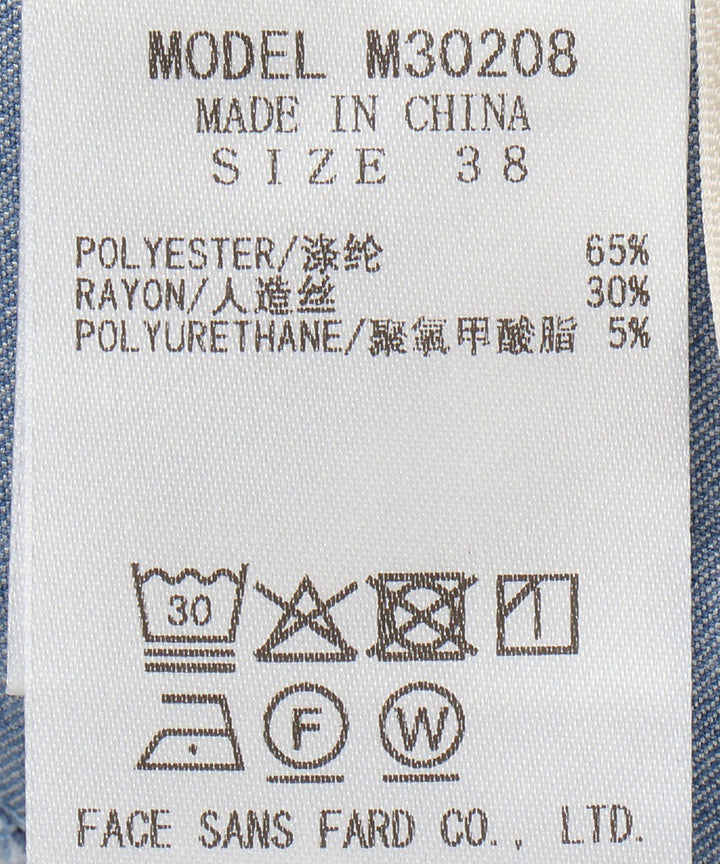 MODEL M30208
MADE IN CHINA
SIZE 38
POLYESTER/涤纶 65%
RAYON/人造丝 30%
POLYURETHANE/聚氨甲酸脂 5%
30
F W
FACE SANS FARD CO., LTD.